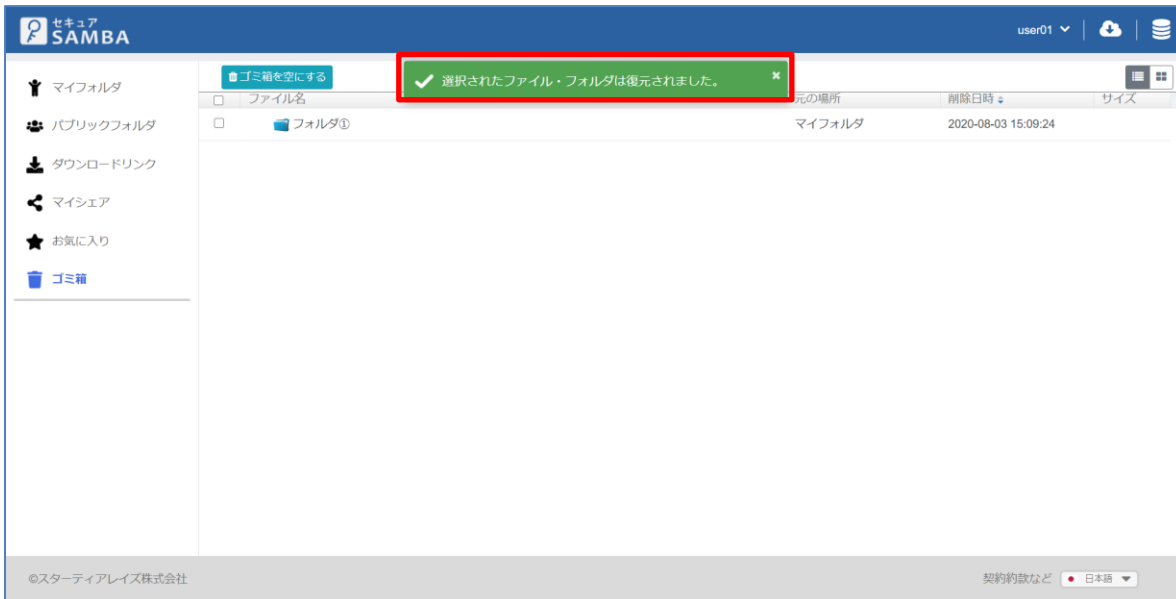 セキュア
SAMBA
user01
マイフォルダ
パブリックフォルダ
ダウンロードリンク
マイシェア
お気に入り
ゴミ箱
ゴミ箱を空にする
選択されたファイル・フォルダは復元されました。
ファイル名 元の場所 削除日時 サイズ
フォルダ① マイフォルダ 2020-08-03 15:09:24
©スターティアレイズ株式会社
契約約款など 日本語